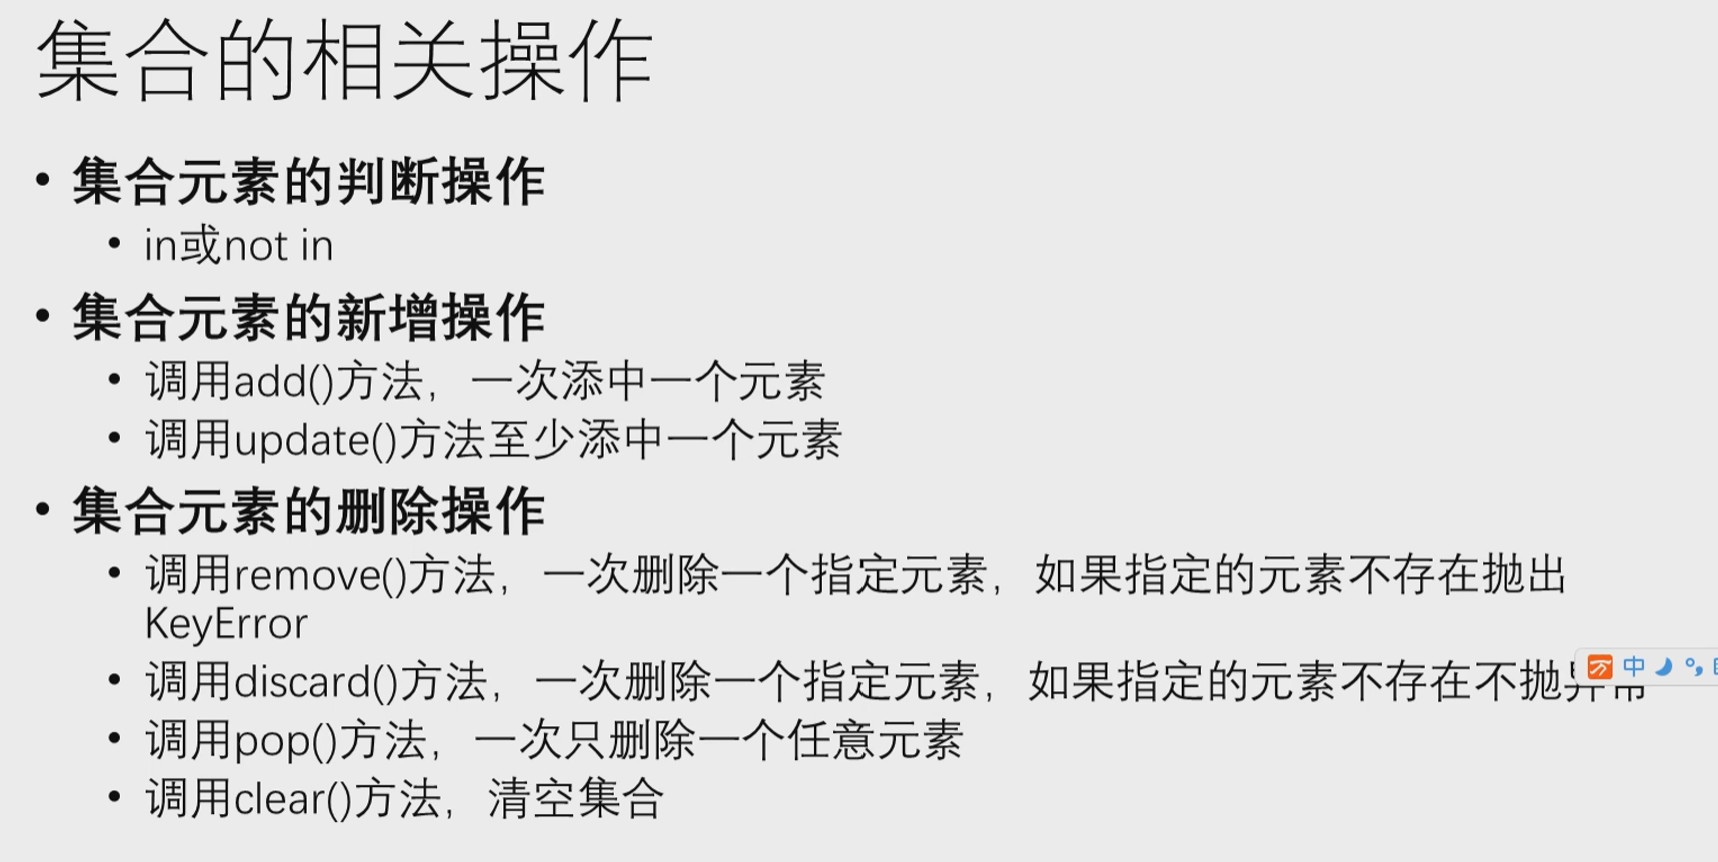 集合的相关操作
• 集合元素的判断操作
• in或not in
• 集合元素的新增操作
• 调用add()方法，一次添中一个元素
• 调用update()方法至少添中一个元素
• 集合元素的删除操作
• 调用remove()方法，一次删除一个指定元素，如果指定的元素不存在抛出
KeyError
• 调用discard()方法，一次删除一个指定元素，如果指定的元素不存在不抛异常
中
• 调用pop()方法，一次只删除一个任意元素
• 调用clear()方法，清空集合